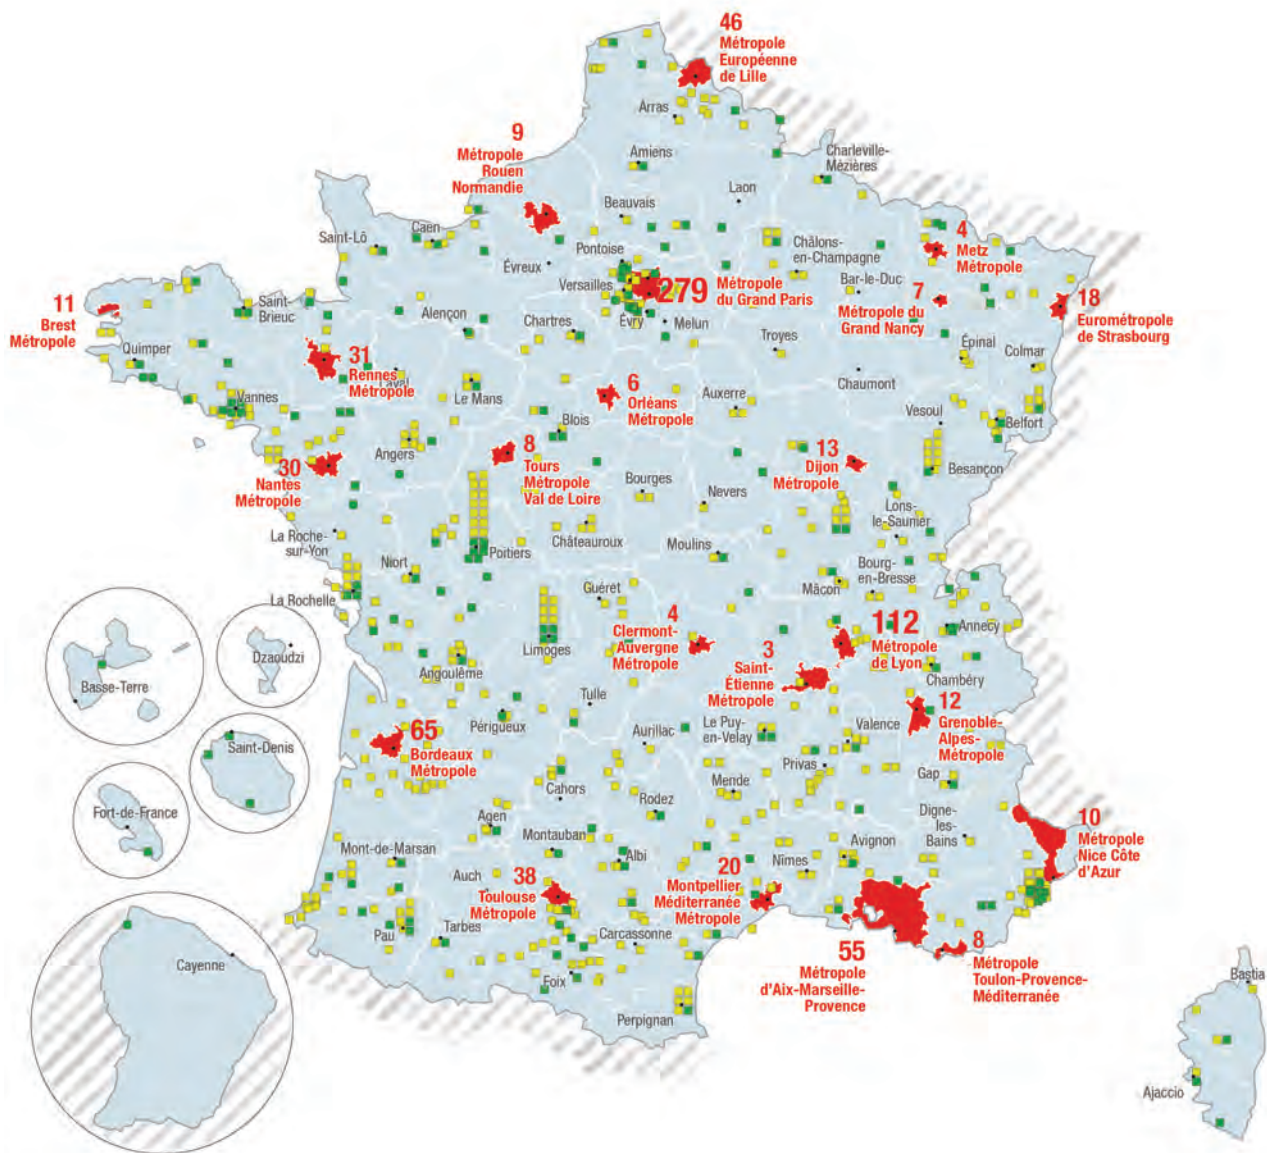 46
Métropole
Européenne
de Lille
Arras
9
Métropole
Rouen
Normandie
Amiens
Charleville-
Mézières
Laon
Beauvais
Saint-Lô
Caen
Pontoise
Évreux
Versailles
279
Métropole
du Grand Paris
Évry
Melun
Châlons-
en-Champagne
Bar-le-Duc
4
Metz
Métropole
7
Métropole du
Grand Nancy
18
Eurométropole
de Strasbourg
11
Brest
Métropole
Saint-
Brieuc
Alençon
Chartres
Troyes
Épinal
Colmar
Quimper
31
Rennes
Métropole
Laval
Le Mans
6
Orléans
Métropole
Auxerre
Chaumont
Vannes
Blois
Vesoul
Belfort
Angers
8
Tours
Métropole
Val de Loire
13
Dijon
Métropole
Besançon
30
Nantes
Métropole
Bourges
Nevers
Lons-
le-Saunier
La Roche-
sur-Yon
Niort
Poitiers
Châteauroux
Moulins
Bourg-
en-Bresse
Mâcon
La Rochelle
Guéret
4
Clermont-
Auvergne
Métropole
112
Métropole
de Lyon
Annecy
Dzaoudzi
Basse-Terre
Limoges
3
Saint-
Étienne
Métropole
Chambéry
Angoulême
Tulle
12
Grenoble-
Alpes-
Métropole
Saint-Denis
65
Bordeaux
Métropole
Périgueux
Aurillac
Le Puy-
en-Velay
Valence
Privas
Gap
Fort-de-France
Cahors
Mende
Rodez
Agen
Digne-
les-
Bains
10
Métropole
Nice Côte
d'Azur
Mont-de-Marsan
Montauban
Albi
Nîmes
Avignon
Auch
38
Toulouse
Métropole
20
Montpellier
Méditerranée
Métropole
Pau
Tarbes
Carcassonne
55
Métropole
d'Aix-Marseille-
Provence
8
Métropole
Toulon-Provence-
Méditerranée
Cayenne
Foix
Perpignan
Bastia
Ajaccio